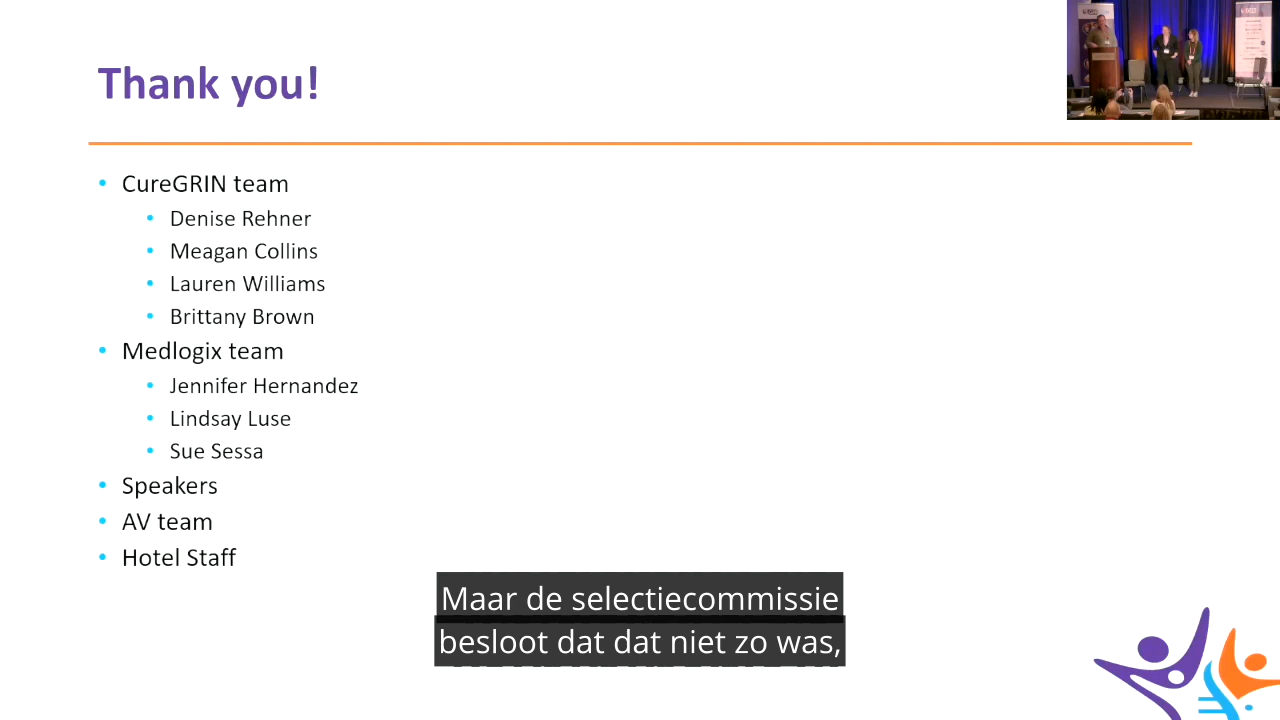 Thank you!
CureGRIN team
Denise Rehner
Meagan Collins
Lauren Williams
Brittany Brown
Medlogix team
Jennifer Hernandez
Lindsay Luse
Sue Sessa
Speakers
AV team
Hotel Staff
Maar de selectiecommissie
besloot dat dat niet zo was,